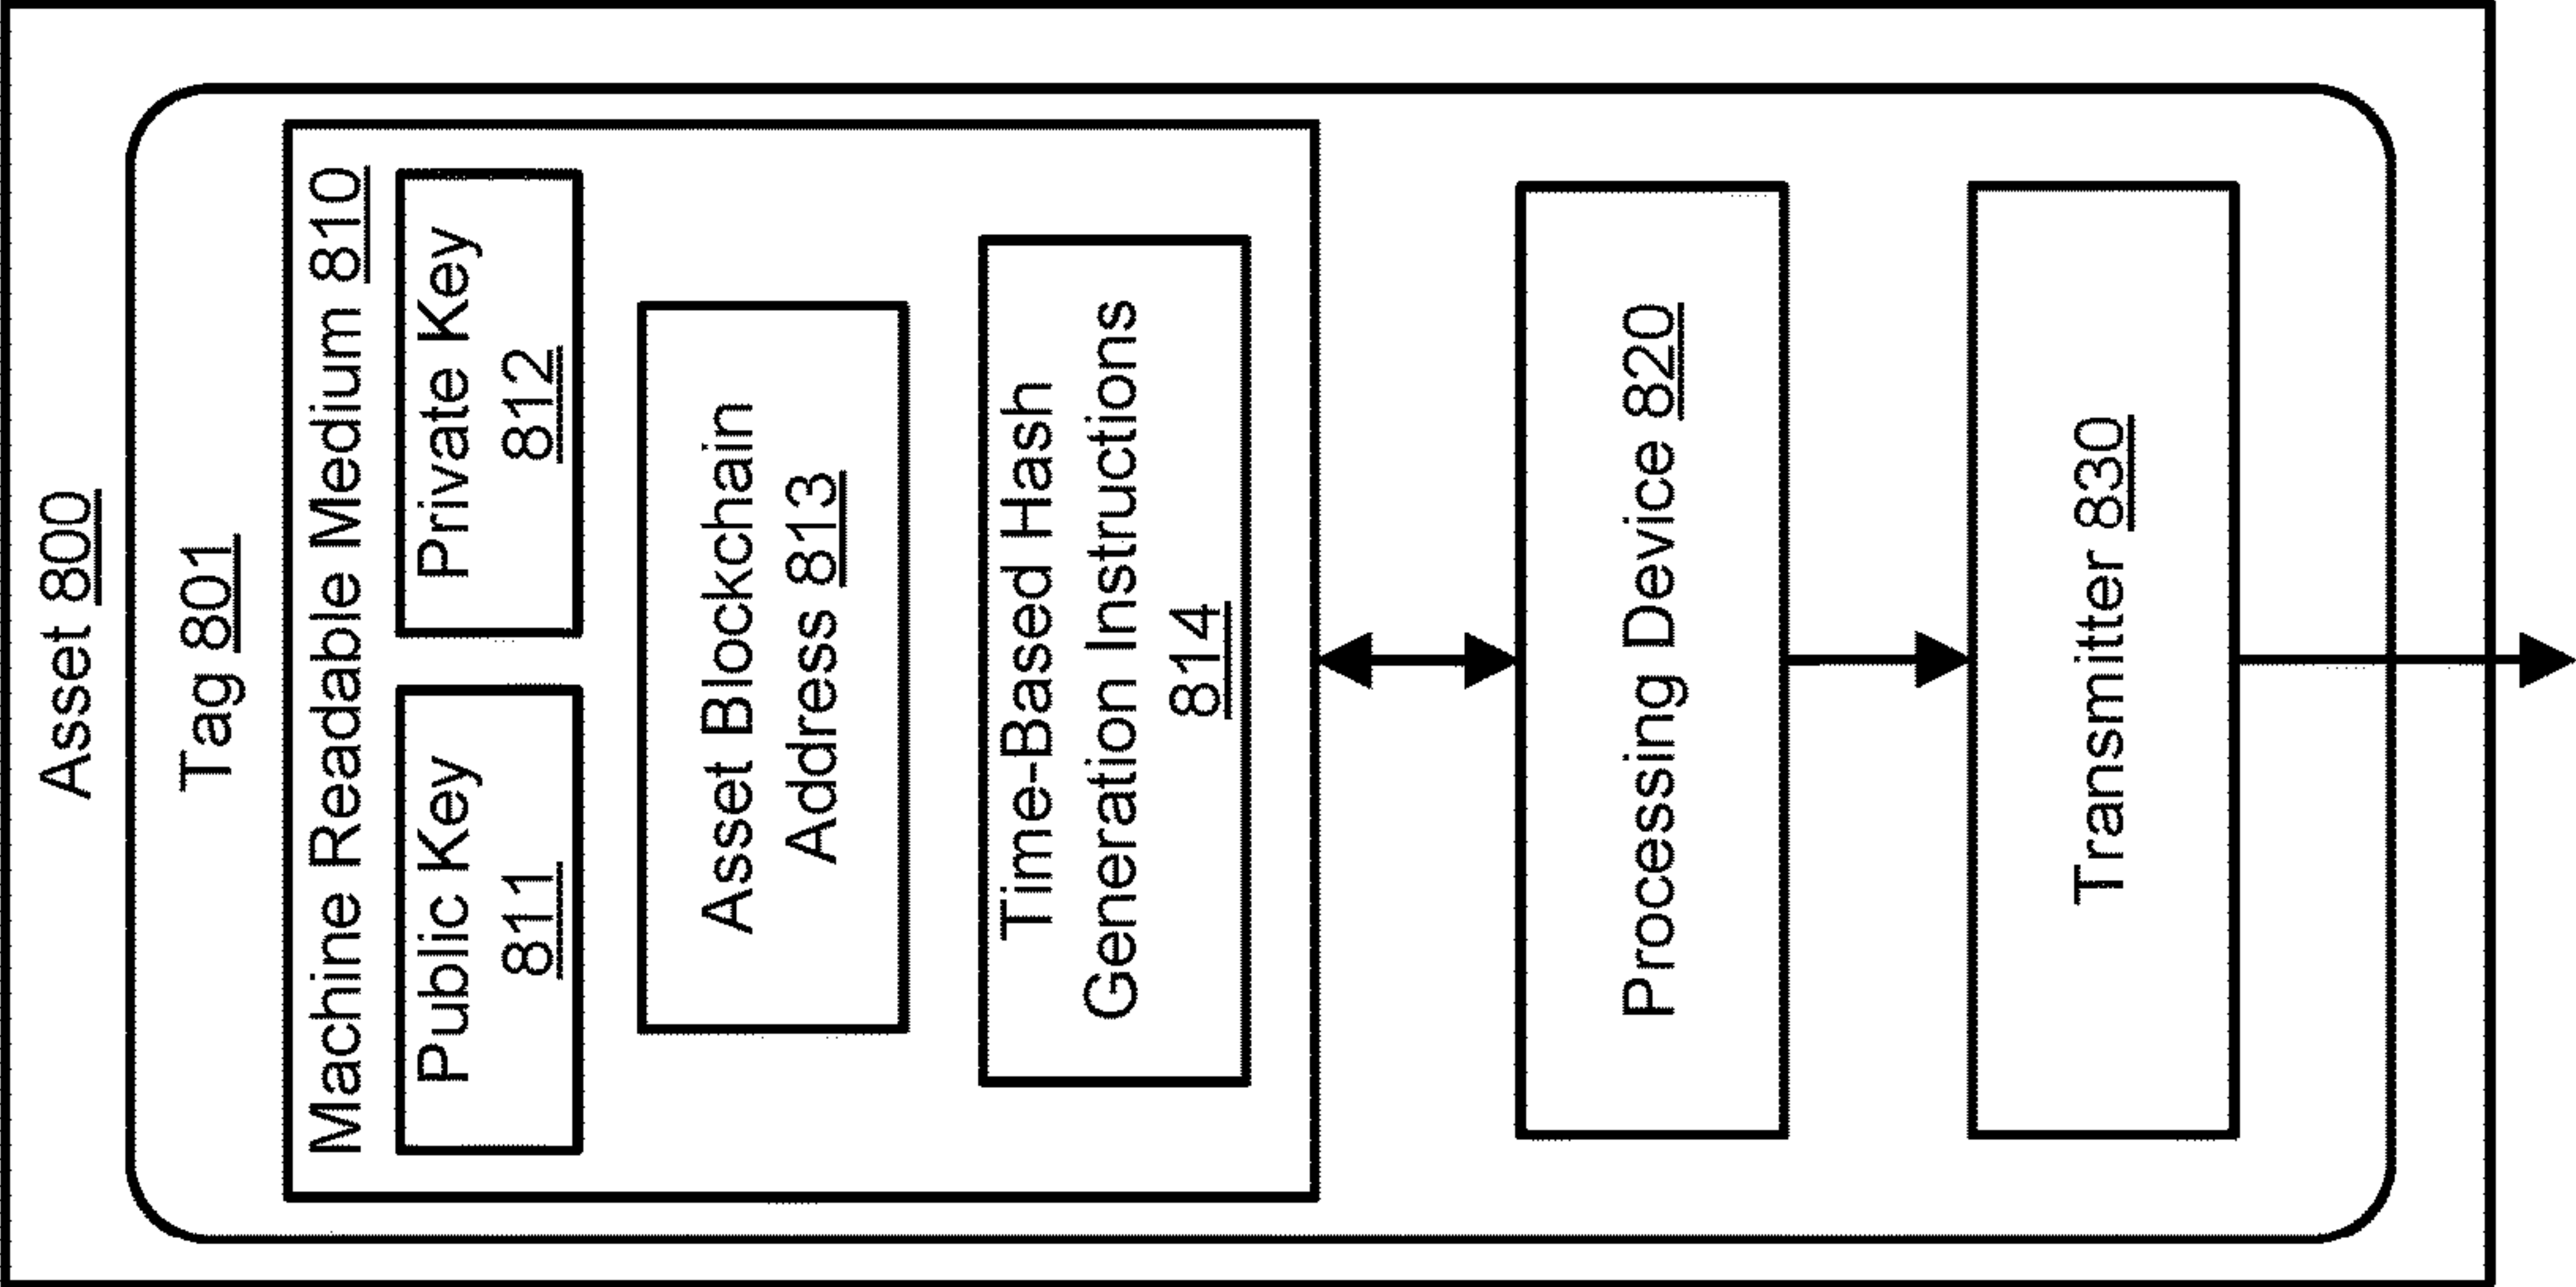 Asset 800
Tag 801
Machine Readable Medium 810
Public Key
811
Private Key
812
Asset Blockchain
Address 813
Time-Based Hash
Generation Instructions
814
Processing Device 820
Transmitter 830